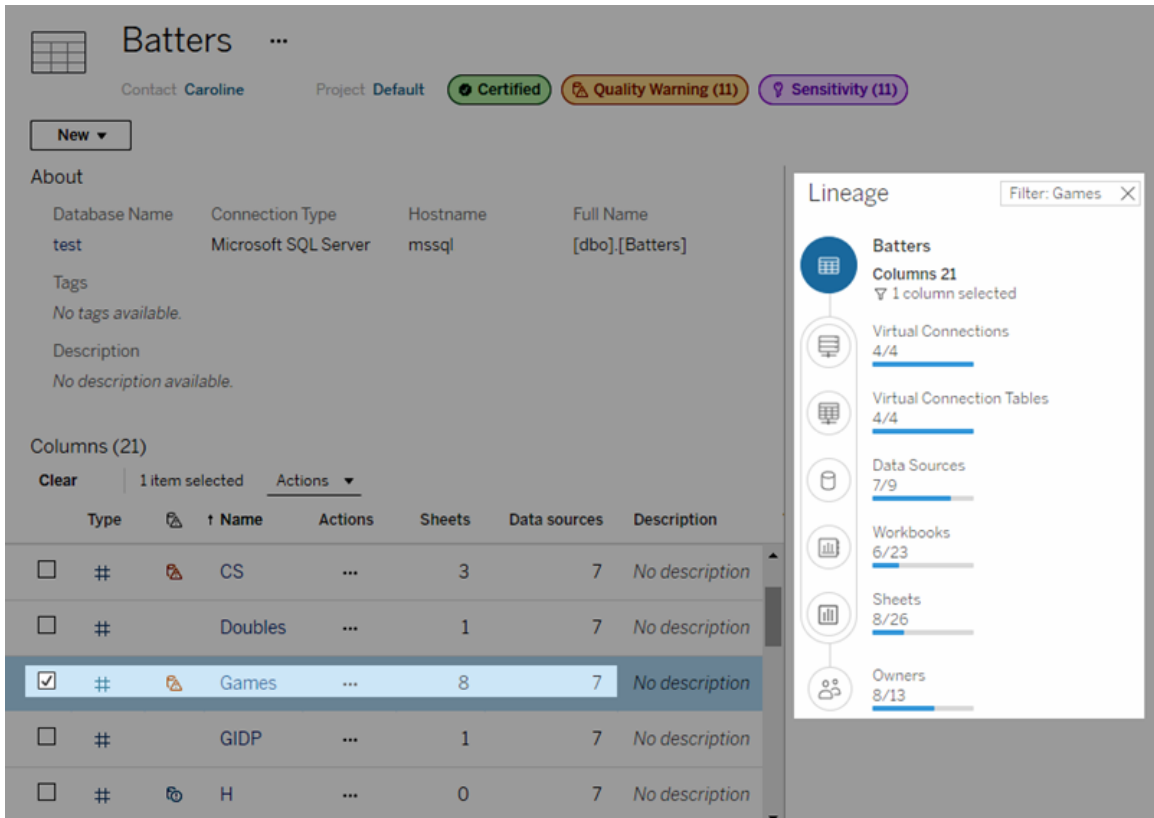 Batters ...
Contact Caroline Project Default Certified Quality Warning (11) Sensitivity (11)
New
About
Database Name Connection Type Hostname Full Name
test Microsoft SQL Server mssql [dbo].[Batters]
Tags
No tags available.
Description
No description available.
Columns (21)
Clear 1 item selected Actions
Type ↑ Name Actions Sheets Data sources Description
# CS ... 3 7 No description
# Doubles ... 1 7 No description
# Games ... 8 7 No description
# GIDP ... 1 7 No description
# H ... 0 7 No description
Lineage Filter: Games X
Batters
Columns 21
1 column selected
Virtual Connections
4/4
Virtual Connection Tables
4/4
Data Sources
7/9
Workbooks
6/23
Sheets
8/26
Owners
8/13